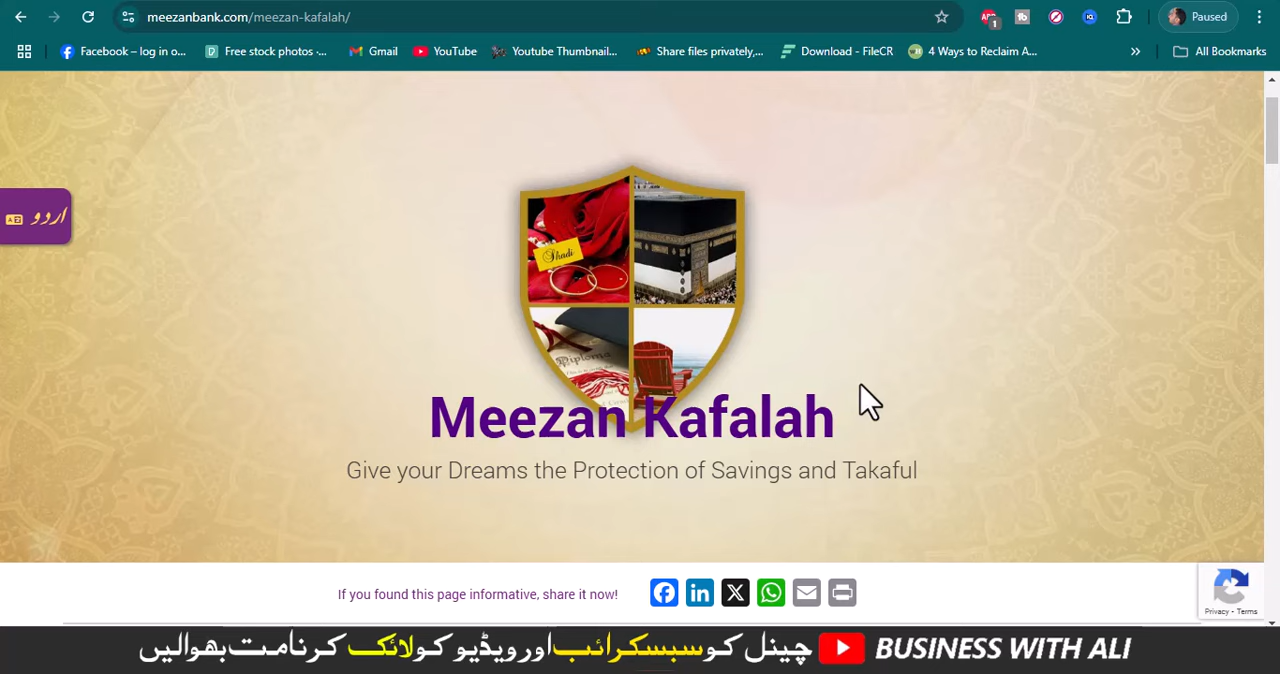 meezanbank.com/meezan-kafalah/
Paused
Facebook – log in o...
Free stock photos -...
Gmail
YouTube
Youtube Thumbnail...
Share files privately,...
Download - FileCR
4 Ways to Reclaim A...
»
All Bookmarks
اردو
Shadi
Diploma
Meezan Kafalah
Give your Dreams the Protection of Savings and Takaful
If you found this page informative, share it now!
Privacy - Terms
چینل کو سبسکرائب اور ویڈیو کو لائک کرنا مت بھولیں BUSINESS WITH ALI